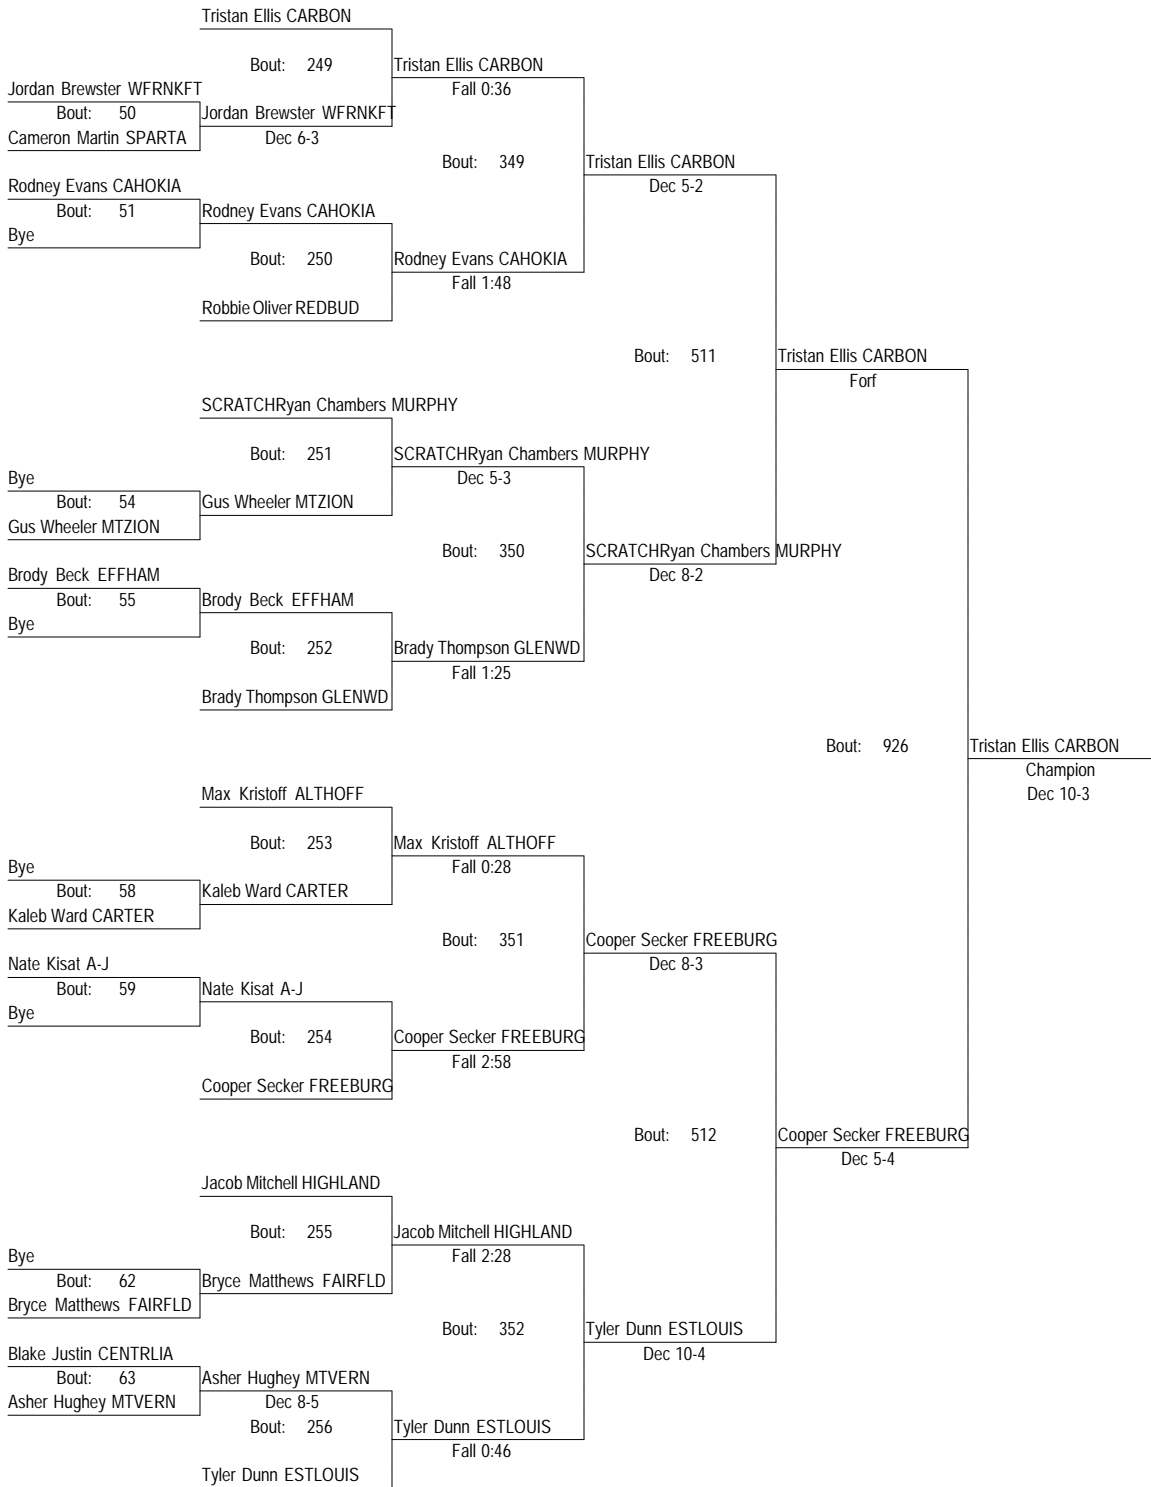 Tristan Ellis CARBON
Bout: 249 Tristan Ellis CARBON
Jordan Brewster WFRNKFT Fall 0:36
Bout: 50 Jordan Brewster WFRNKFT
Cameron Martin SPARTA Dec 6-3
Bout: 349 Tristan Ellis CARBON
Rodney Evans CAHOKIA Dec 5-2
Bout: 51 Rodney Evans CAHOKIA
Bye
Bout: 250 Rodney Evans CAHOKIA
Fall 1:48
Robbie Oliver REDBUD
Bout: 511 Tristan Ellis CARBON
Forf
SCRATCHRyan Chambers MURPHY
Bout: 251 SCRATCHRyan Chambers MURPHY
Bye Dec 5-3
Bout: 54 Gus Wheeler MTZION
Gus Wheeler MTZION
Bout: 350 SCRATCHRyan Chambers MURPHY
Brody Beck EFFHAM Dec 8-2
Bout: 55 Brody Beck EFFHAM
Bye
Bout: 252 Brady Thompson GLENWD
Fall 1:25
Brady Thompson GLENWD
Bout: 926 Tristan Ellis CARBON
Champion
Max Kristoff ALTHOFF Dec 10-3
Bout: 253 Max Kristoff ALTHOFF
Bye Fall 0:28
Bout: 58 Kaleb Ward CARTER
Kaleb Ward CARTER
Bout: 351 Cooper Secker FREEBURG
Nate Kisat A-J Dec 8-3
Bout: 59 Nate Kisat A-J
Bye
Bout: 254 Cooper Secker FREEBURG
Fall 2:58
Cooper Secker FREEBURG
Bout: 512 Cooper Secker FREEBURG
Dec 5-4
Jacob Mitchell HIGHLAND
Bout: 255 Jacob Mitchell HIGHLAND
Bye Fall 2:28
Bout: 62 Bryce Matthews FAIRFLD
Bryce Matthews FAIRFLD
Bout: 352 Tyler Dunn ESTLOUIS
Blake Justin CENTRLIA Dec 10-4
Bout: 63 Asher Hughey MTVERN
Asher Hughey MTVERN Dec 8-5
Bout: 256 Tyler Dunn ESTLOUIS
Fall 0:46
Tyler Dunn ESTLOUIS